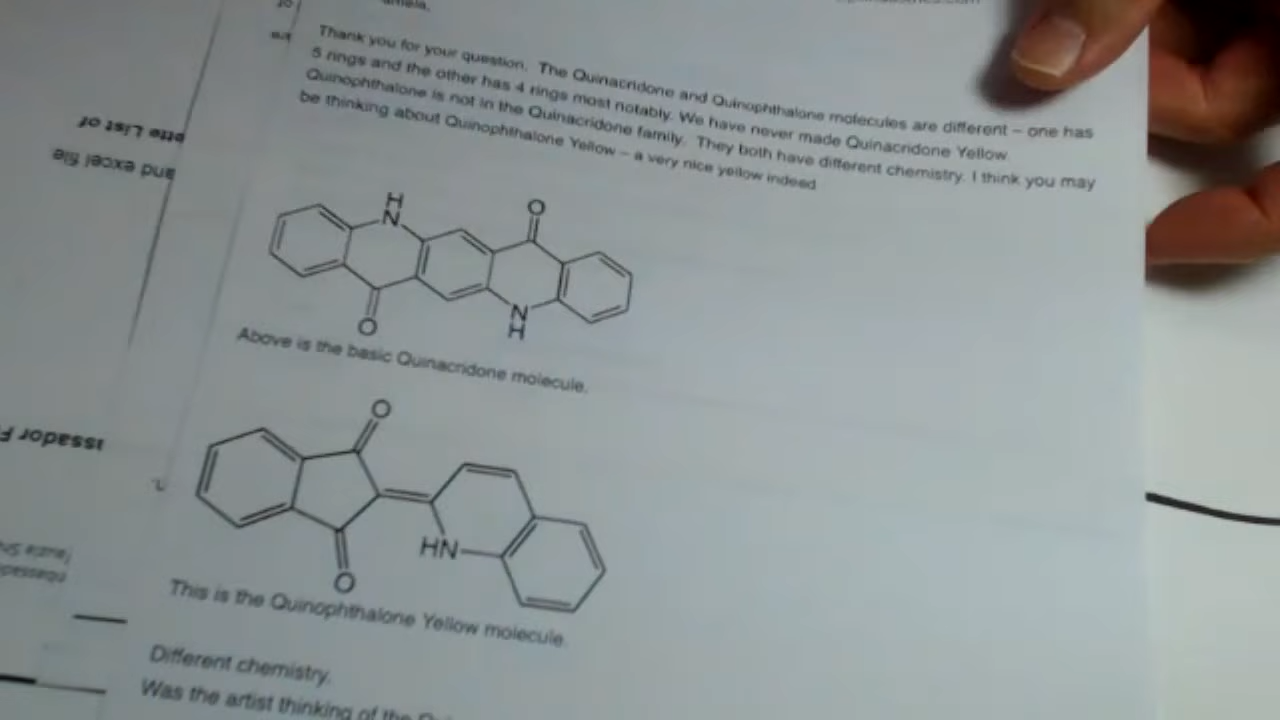 Thank you for your question. The Quinacridone and Quinophthalone molecules are different – one has
5 rings and the other has 4 rings most notably. We have never made Quinacridone Yellow.
Quinophthalone is not in the Quinacridone family. They both have different chemistry. I think you may
be thinking about Quinophthalone Yellow – a very nice yellow indeed
H
N
O
O
N
H
Above is the basic Quinacridone molecule.
O
HN
O
This is the Quinophthalone Yellow molecule.
Different chemistry.
Was the artist thinking of the
ette List of
and excel file
issador